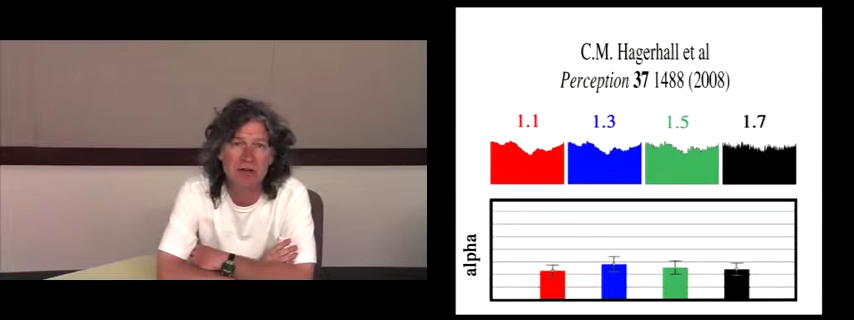 C.M. Hagerhall et al
Perception 37 1488 (2008)
1.1 1.3 1.5 1.7
alpha